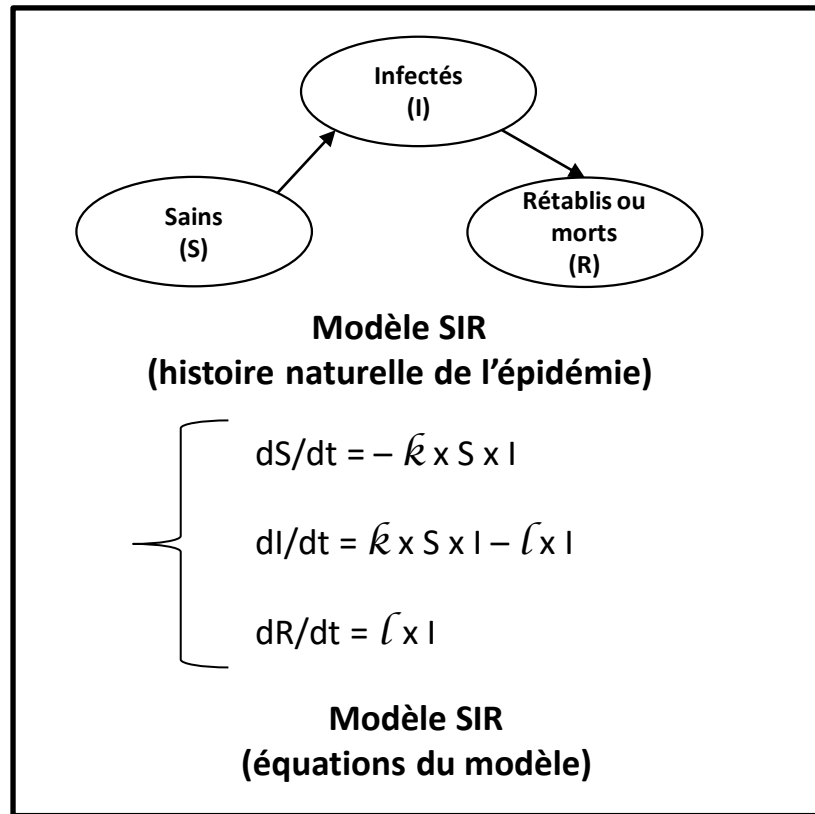 Infectés
(I)
Sains
(S)
Rétablis ou
morts
(R)
Modèle SIR
(histoire naturelle de l’épidémie)
dS/dt = – k x S x I
dI/dt = k x S x I – l x I
dR/dt = l x I
Modèle SIR
(équations du modèle)